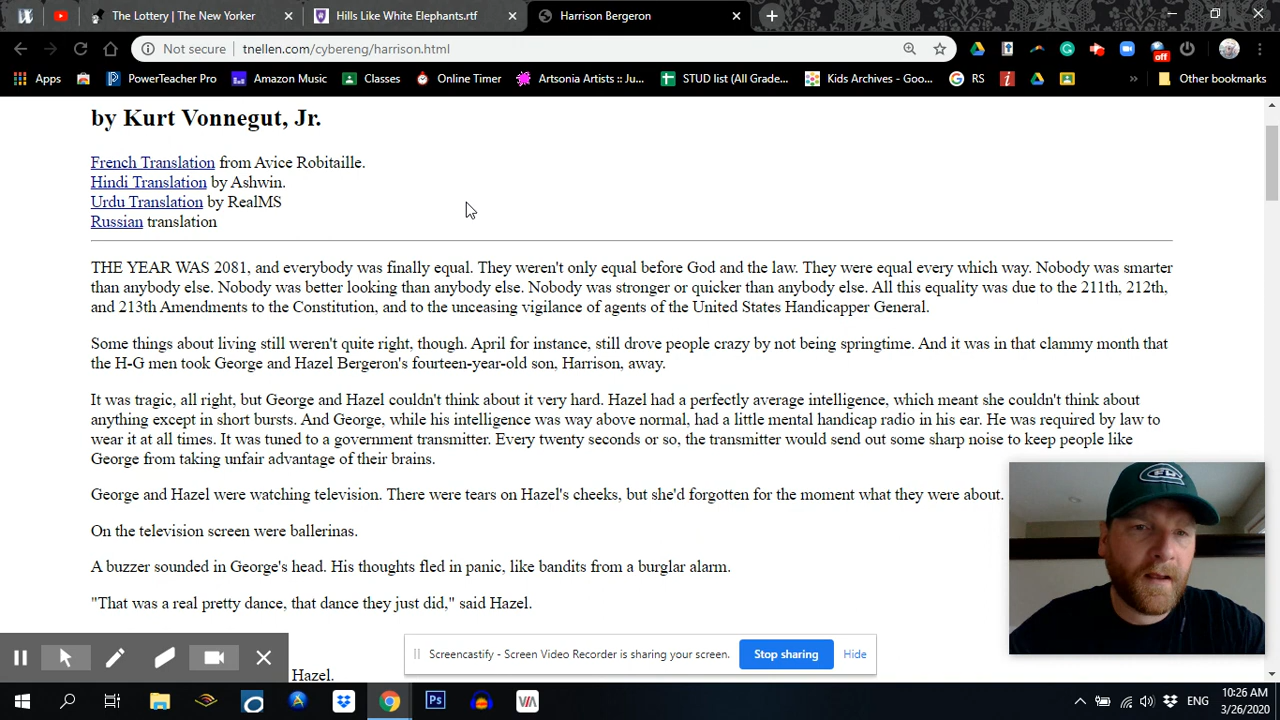 The Lottery | The New Yorker
Hills Like White Elephants.rtf
Harrison Bergeron
Not secure
tnellen.com/cybereng/harrison.html
Apps
PowerTeacher Pro
Amazon Music
Classes
Online Timer
Artsonia Artists :: Ju...
STUD list (All Grade...
Kids Archives - Goo...
RS
off
»
Other bookmarks
by Kurt Vonnegut, Jr.
French Translation from Avice Robitaille.
Hindi Translation by Ashwin.
Urdu Translation by RealMS
Russian translation
THE YEAR WAS 2081, and everybody was finally equal. They weren't only equal before God and the law. They were equal every which way. Nobody was smarter
than anybody else. Nobody was better looking than anybody else. Nobody was stronger or quicker than anybody else. All this equality was due to the 211th, 212th,
and 213th Amendments to the Constitution, and to the unceasing vigilance of agents of the United States Handicapper General.
Some things about living still weren't quite right, though. April for instance, still drove people crazy by not being springtime. And it was in that clammy month that
the H-G men took George and Hazel Bergeron's fourteen-year-old son, Harrison, away.
It was tragic, all right, but George and Hazel couldn't think about it very hard. Hazel had a perfectly average intelligence, which meant she couldn't think about
anything except in short bursts. And George, while his intelligence was way above normal, had a little mental handicap radio in his ear. He was required by law to
wear it at all times. It was tuned to a government transmitter. Every twenty seconds or so, the transmitter would send out some sharp noise to keep people like
George from taking unfair advantage of their brains.
George and Hazel were watching television. There were tears on Hazel's cheeks, but she'd forgotten for the moment what they were about.
On the television screen were ballerinas.
A buzzer sounded in George's head. His thoughts fled in panic, like bandits from a burglar alarm.
"That was a real pretty dance, that dance they just did," said Hazel.
Hazel.
Screencastify - Screen Video Recorder is sharing your screen.
Stop sharing
Hide
Ps
VIA
ENG
10:26 AM
3/26/2020